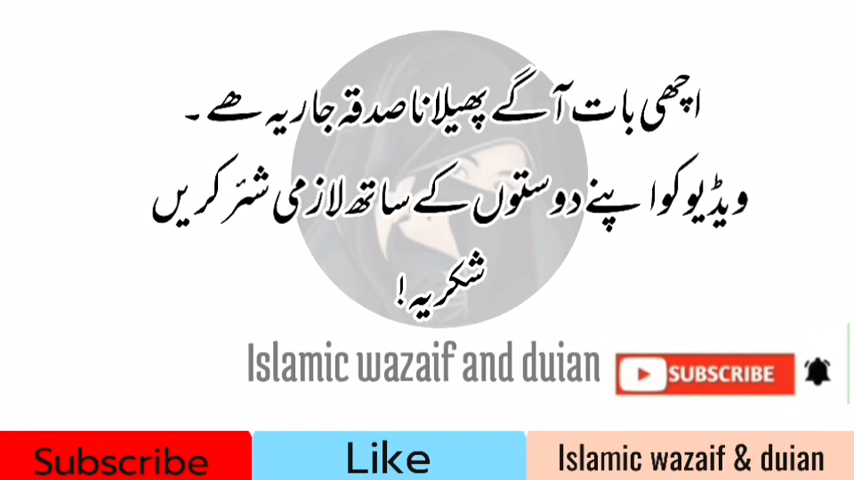 اچھی بات آگے پھیلانا صدقہ جاریہ ھے ۔
ویڈیو کو اپنے دوستوں کے ساتھ لازمی شئر کریں
شکریہ !
Islamic wazaif and duian
SUBSCRIBE
Subscribe
Like
Islamic wazaif & duian